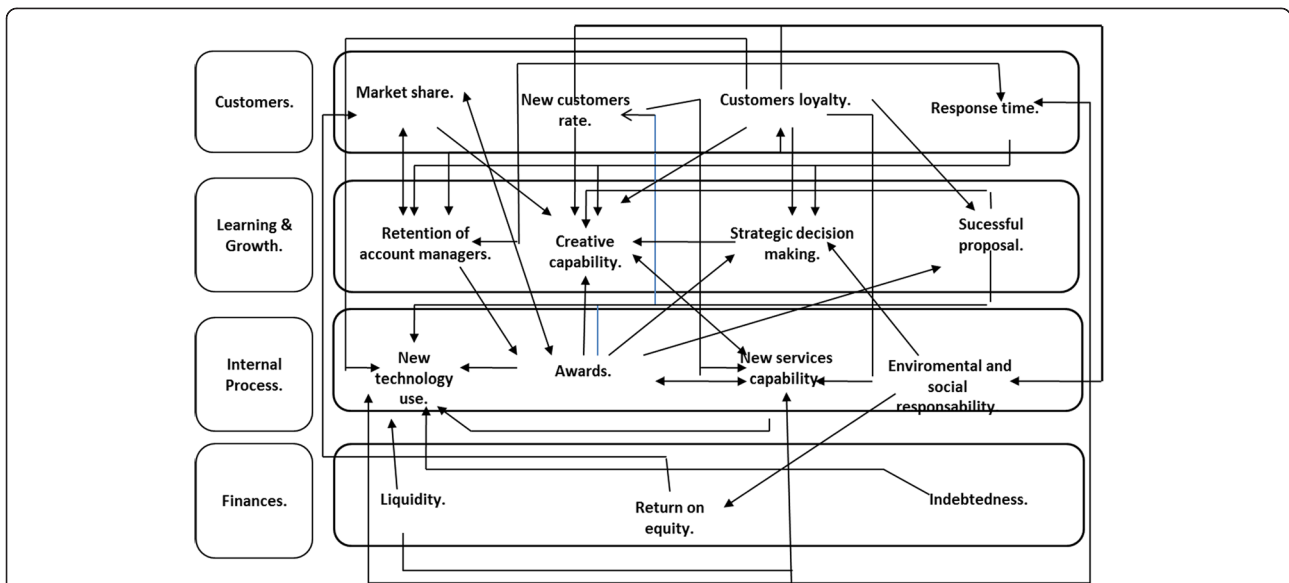 Customers.
Market share.
New customers
rate.
Customers loyalty.
Response time.
Learning &
Growth.
Retention of
account managers.
Creative
capability.
Strategic decision
making.
Sucessful
proposal.
Internal
Process.
New
technology
use.
Awards.
New services
capability.
Enviromental and
social
responsability.
Finances.
Liquidity.
Return on
equity.
Indebtedness.